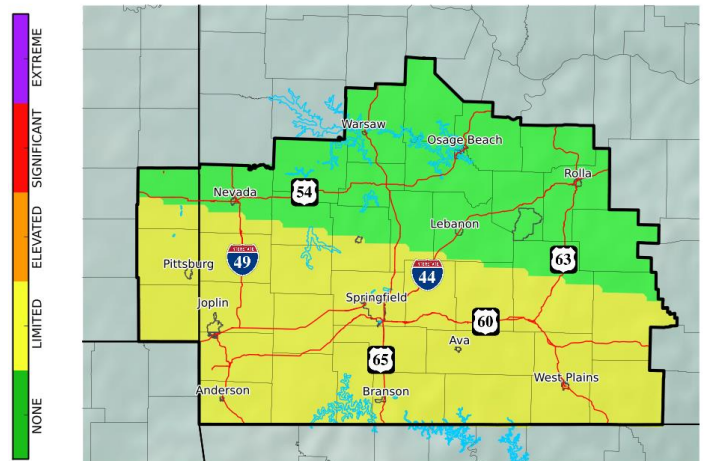 EXTREME
SIGNIFICANT
ELEVATED
LIMITED
NONE
Warsaw
Osage Beach
Rolla
Nevada
54
Lebanon
63
Pittsburg
49
44
Joplin
Springfield
60
Ava
65
West Plains
Anderson
Branson